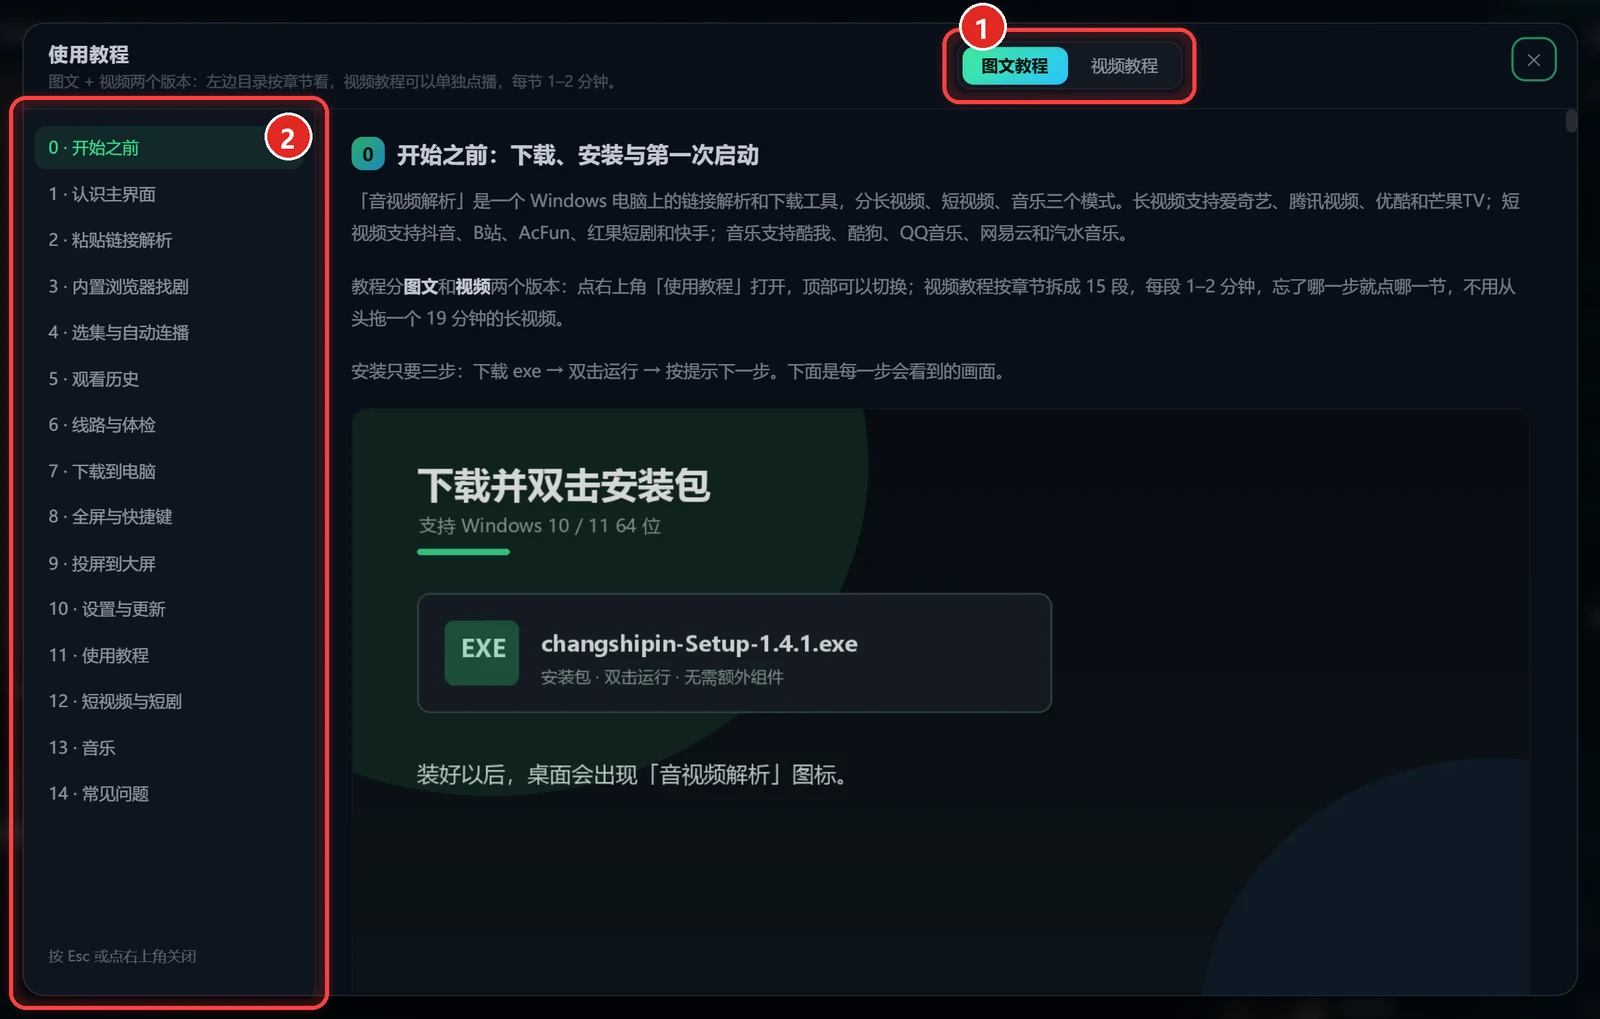 使用教程
图文 + 视频两个版本：左边目录按章节看，视频教程可以单独点播，每节 1–2 分钟。
1
图文教程
视频教程
×
2
0 · 开始之前
1 · 认识主界面
2 · 粘贴链接解析
3 · 内置浏览器找剧
4 · 选集与自动连播
5 · 观看历史
6 · 线路与体检
7 · 下载到电脑
8 · 全屏与快捷键
9 · 投屏到大屏
10 · 设置与更新
11 · 使用教程
12 · 短视频与短剧
13 · 音乐
14 · 常见问题
按 Esc 或点右上角关闭
0 开始之前：下载、安装与第一次启动
「音视频解析」是一个 Windows 电脑上的链接解析和下载工具，分长视频、短视频、音乐三个模式。长视频支持爱奇艺、腾讯视频、优酷和芒果TV；短
视频支持抖音、B站、AcFun、红果短剧和快手；音乐支持酷我、酷狗、QQ音乐、网易云和汽水音乐。
教程分图文和视频两个版本：点右上角「使用教程」打开，顶部可以切换；视频教程按章节拆成 15 段，每段 1–2 分钟，忘了哪一步就点哪一节，不用从
头拖一个 19 分钟的长视频。
安装只要三步：下载 exe → 双击运行 → 按提示下一步。下面是每一步会看到的画面。
下载并双击安装包
支持 Windows 10 / 11 64 位
EXE
changshipin-Setup-1.4.1.exe
安装包 · 双击运行 · 无需额外组件
装好以后，桌面会出现「音视频解析」图标。